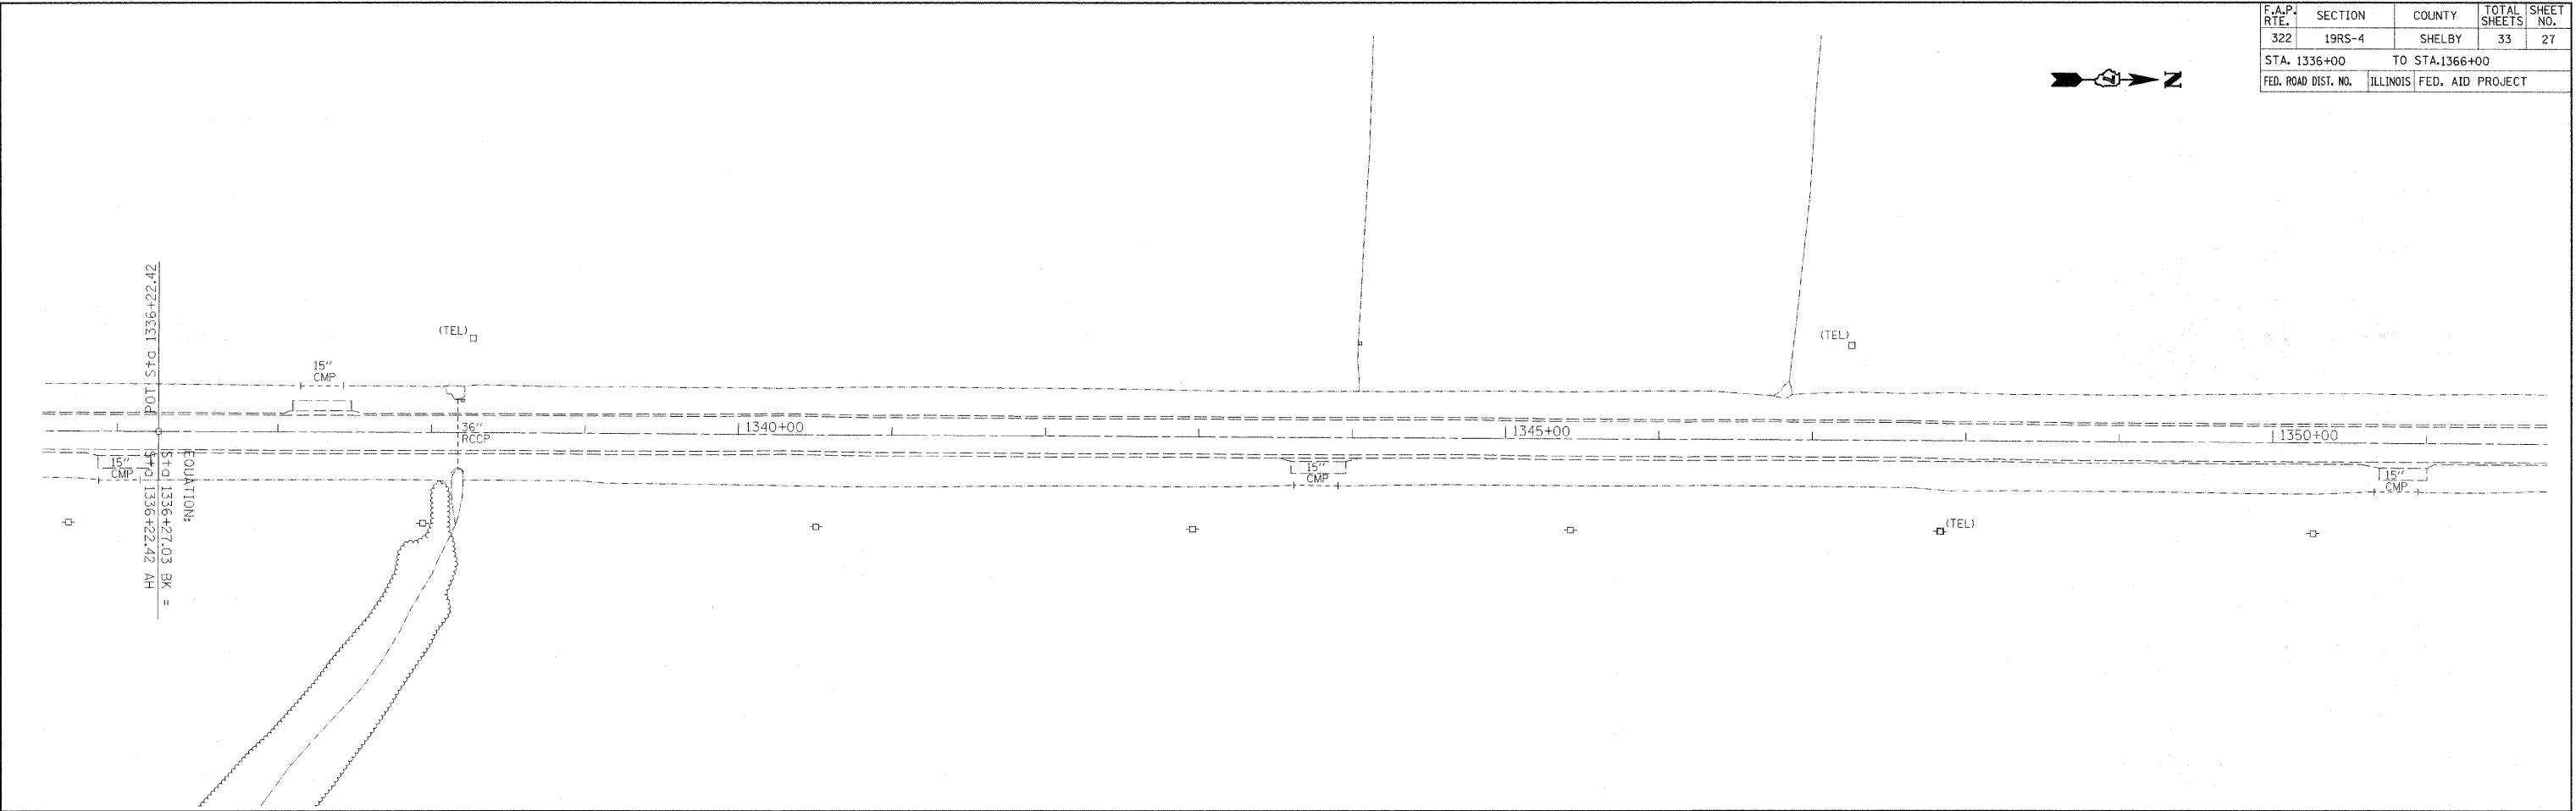 F.A.P. RTE. SECTION COUNTY TOTAL SHEETS SHEET NO.
322 19RS-4 SHELBY 33 27
STA. 1336+00 TO STA.1366+00
FED. ROAD DIST. NO. ILLINOIS FED. AID PROJECT
N
POT Sta 1336+22.42
(TEL)
(TEL)
15"
CMP
36"
RCCP
1340+00
1345+00
1350+00
15"
CMP
15"
CMP
15"
CMP
(TEL)
EQUATION:
Sta 1336+27.03 BK =
Sta 1336+22.42 AH